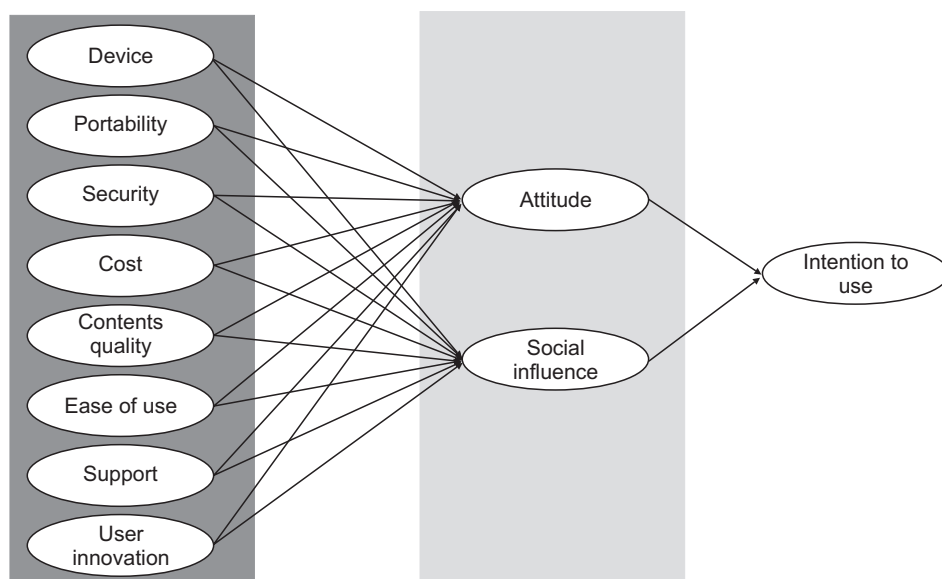 Device
Portability
Security
Cost
Contents
quality
Ease of use
Support
User
innovation
Attitude
Social
influence
Intention to
use